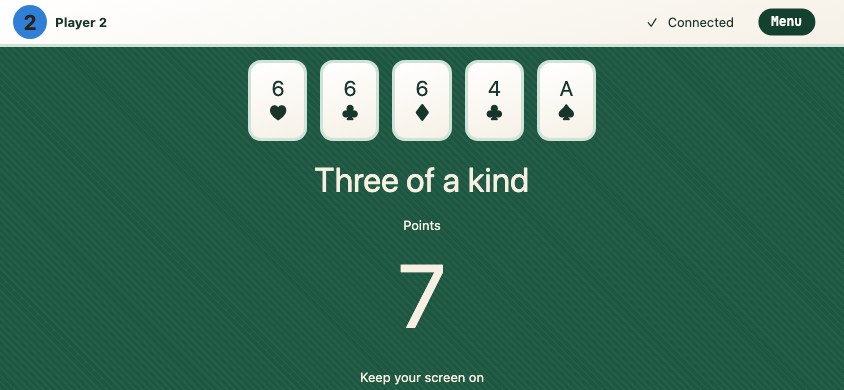 2 Player 2
✓ Connected
Menu
6♥ 6♣ 6♦ 4♣ A♠
Three of a kind
Points
7
Keep your screen on